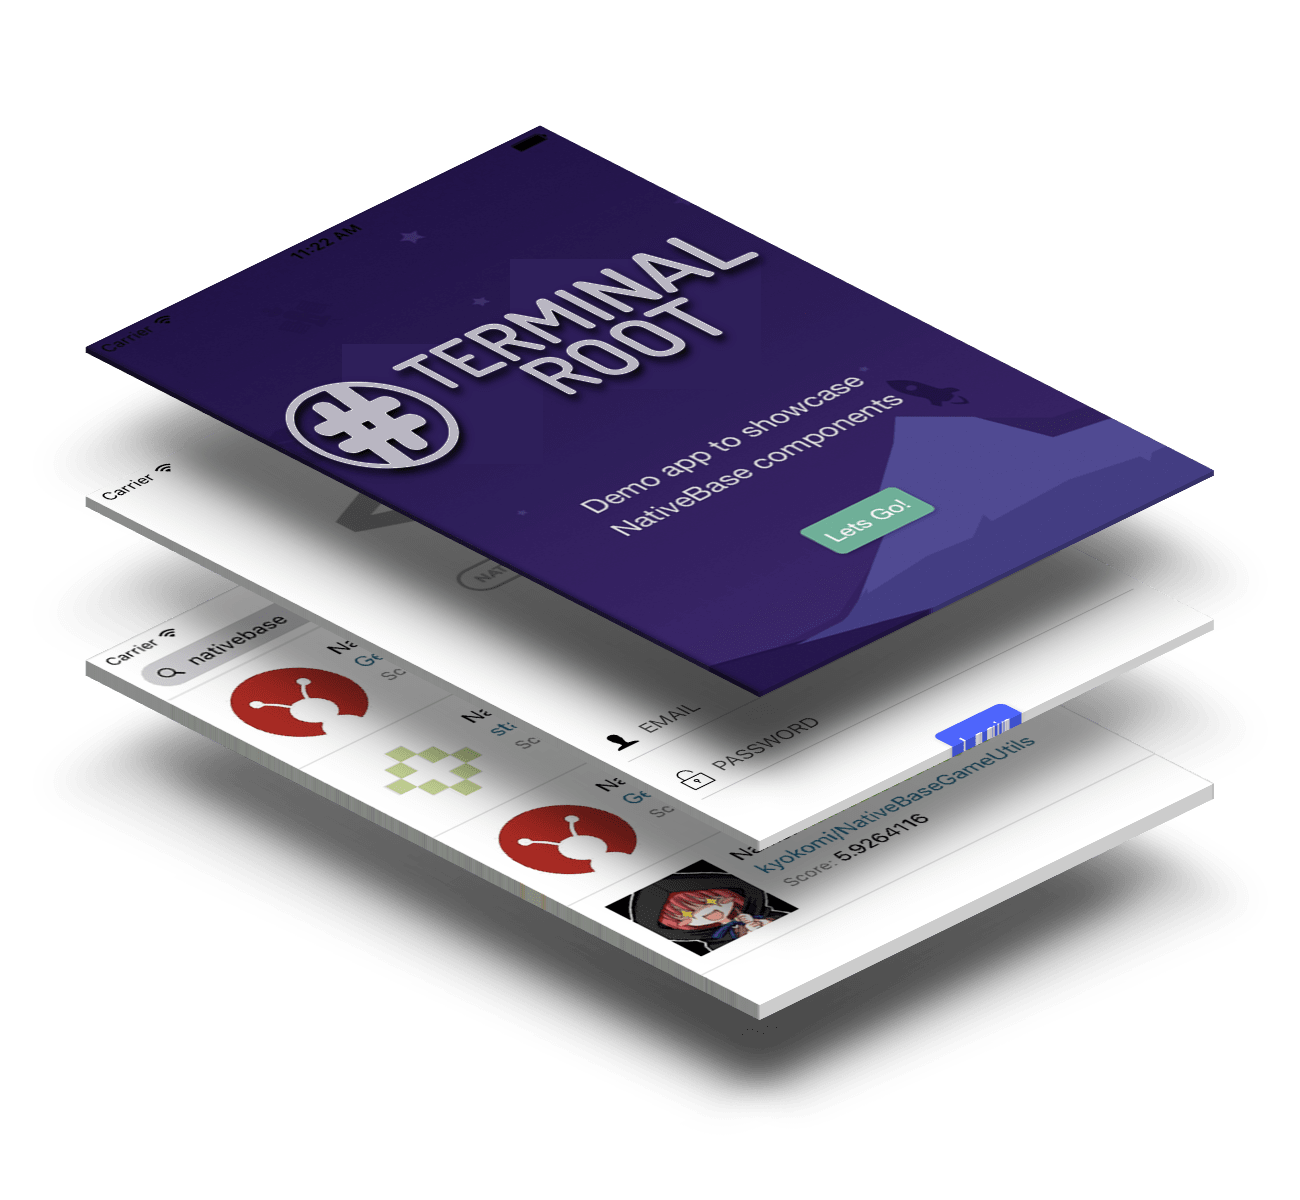 11:22 AM
Carrier
TERMINAL
ROOT
Demo app to showcase
NativeBase components
Lets Go!
Carrier
EMAIL
PASSWORD
Carrier
nativebase
kyokomi/NativeBaseGameUtils
Score: 5.9264116